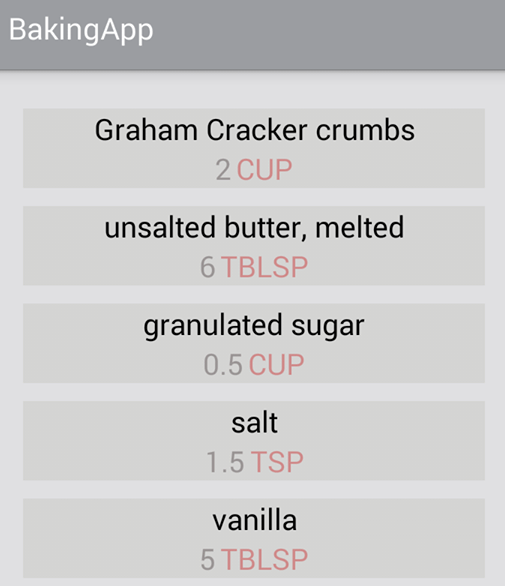 BakingApp
Graham Cracker crumbs
2 CUP
unsalted butter, melted
6 TBLSP
granulated sugar
0.5 CUP
salt
1.5 TSP
vanilla
5 TBLSP